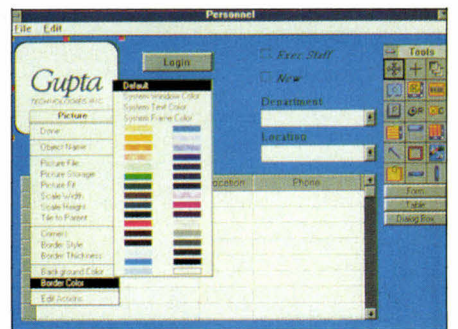 Personnel
File Edit
Login
Exec Staff
New
Department
Location
Gupta
TECHNOLOGIES INC.
Picture
Done
Object Name
Picture File
Picture Storage
Picture Fit
Scale Width
Scale Height
Tile to Parent
Corners
Border Style
Border Thickness
Background Color
Border Color
Edit Actions
Default
System Window Color
System Text Color
System Frame Color
Location
Phone
Tools
Form
Table
Dialog Box